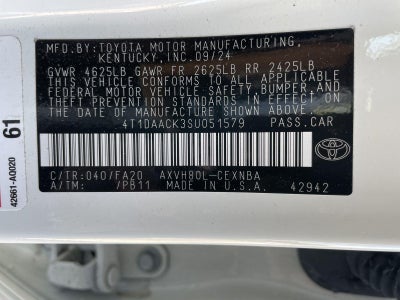 MFD. BY:TOYOTA MOTOR MANUFACTURING,
KENTUCKY, INC. 09/24
GVWR 4625LB GAWR FR 2625LB RR 2425LB
THIS VEHICLE CONFORMS TO ALL APPLICABLE
FEDERAL MOTOR VEHICLE SAFETY, BUMPER, AND
THEFT PREVENTION STANDARDS IN EFFECT ON
THE DATE OF MANUFACTURE SHOWN ABOVE.
4T1DAACK3SU051579 PASS.CAR
C/TR:040/FA20 AXVH80L-CEXNBA
A/TM: /PB11 MADE IN U.S.A. 42942
TOYOTA
61
42661-A0020